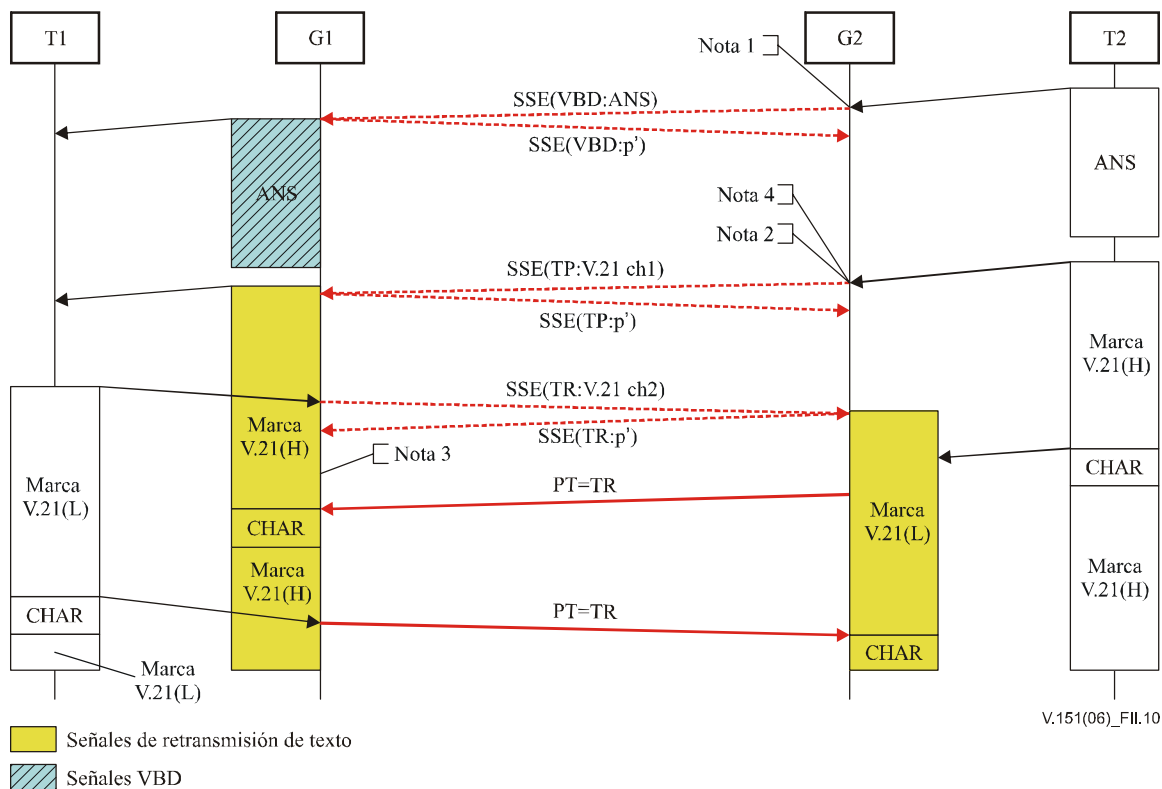 T1
G1
G2
T2
Nota 1
SSE(VBD:ANS)
SSE(VBD:p’)
ANS
ANS
Nota 4
Nota 2
SSE(TP:V.21 ch1)
SSE(TP:p’)
Marca
V.21(H)
SSE(TR:V.21 ch2)
SSE(TR:p’)
Marca
V.21(H)
Nota 3
CHAR
Marca
V.21(L)
PT=TR
Marca
V.21(L)
CHAR
Marca
V.21(H)
Marca
V.21(H)
CHAR
PT=TR
CHAR
Marca
V.21(L)
V.151(06)_FII.10
Señales de retransmisión de texto
Señales VBD